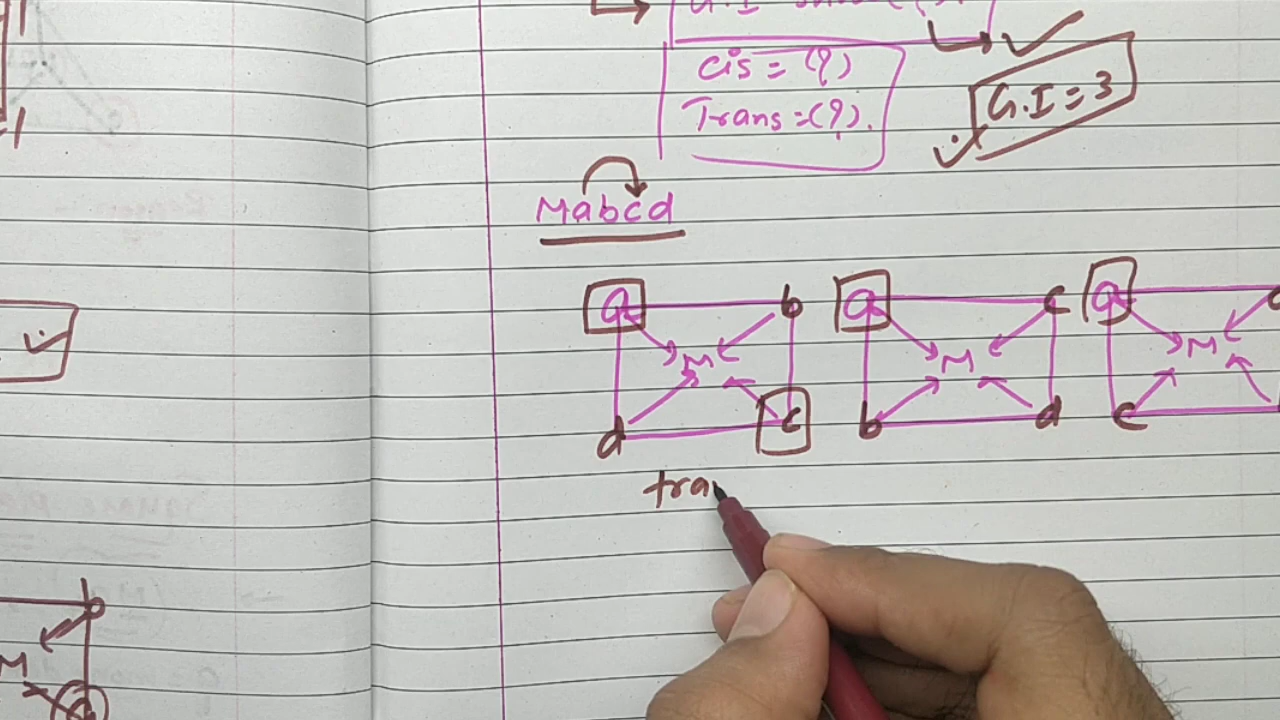 cis = (?)
Trans =(?).
G.I = 3
Mabcd
a b a c a
M M M
d c b d c
tra
M